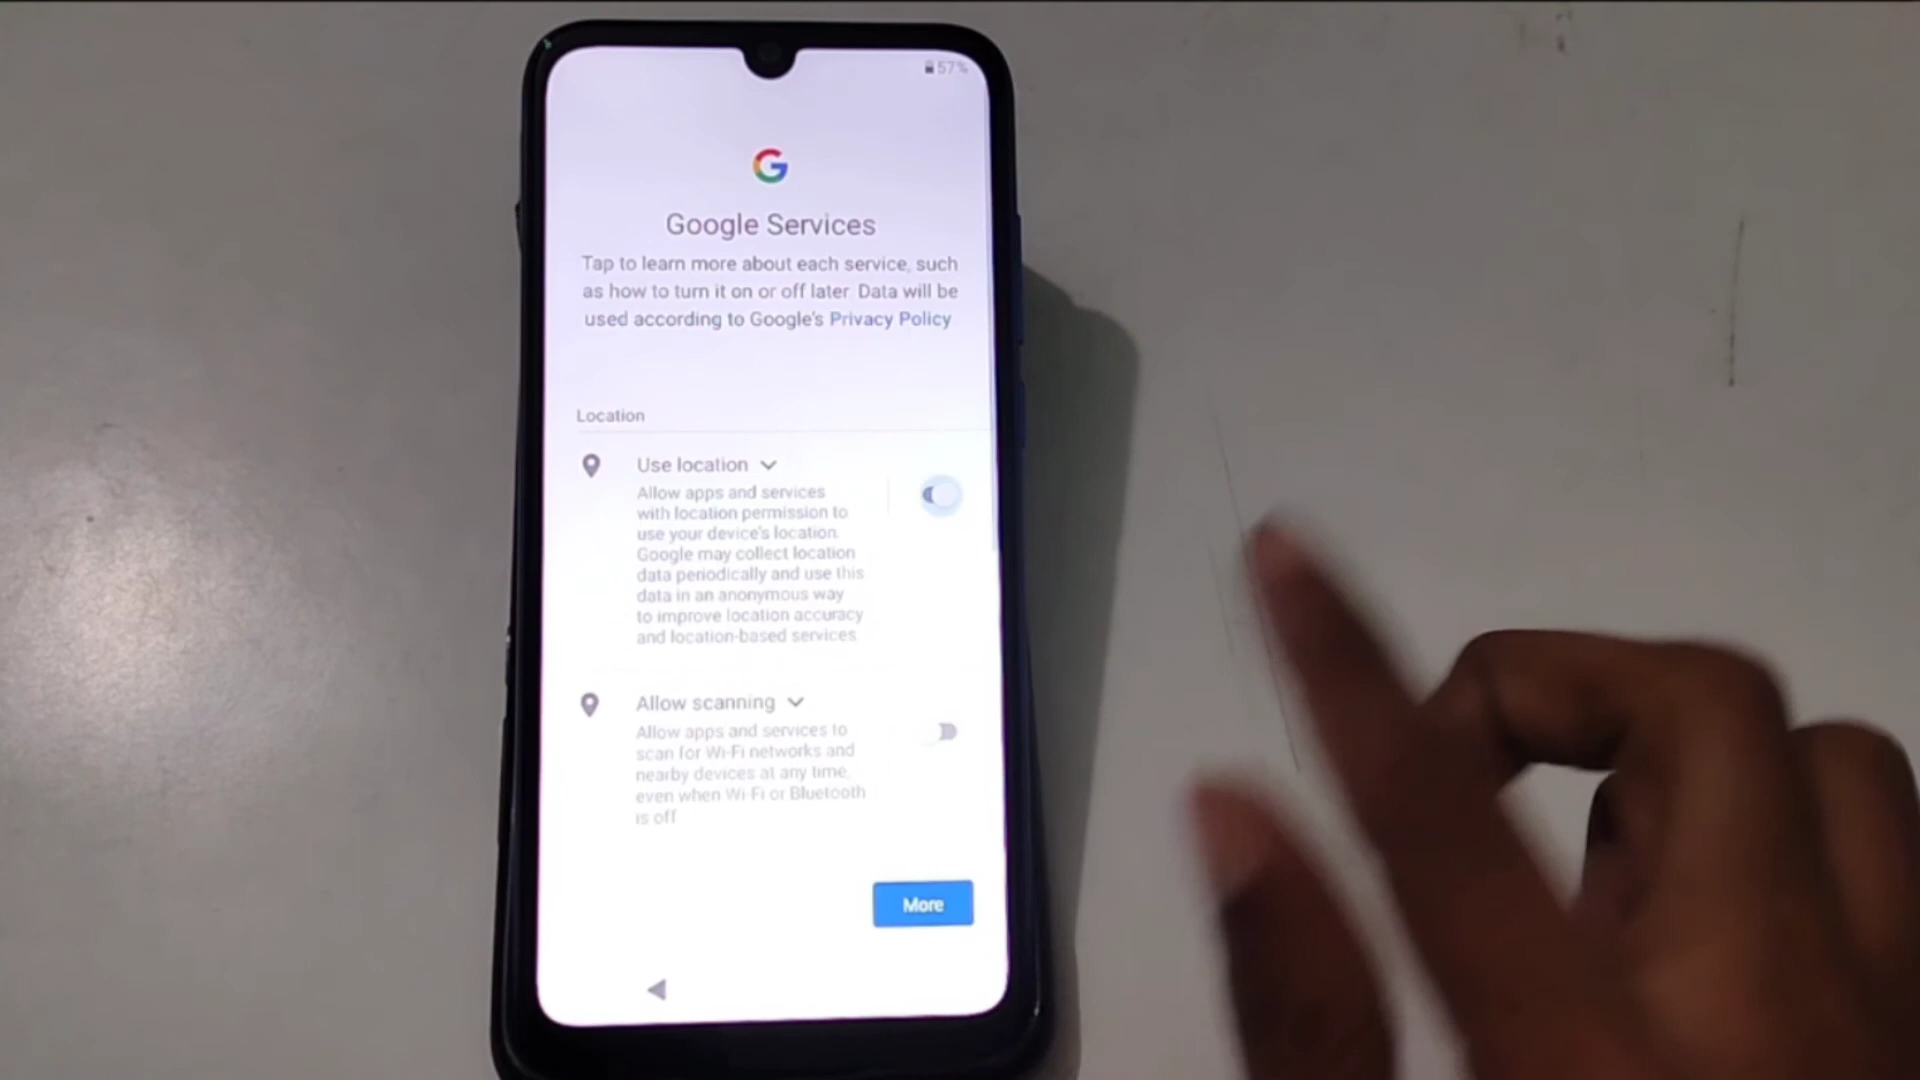 57%
Google Services
Tap to learn more about each service, such
as how to turn it on or off later. Data will be
used according to Google's Privacy Policy
Location
Use location
Allow apps and services
with location permission to
use your device's location.
Google may collect location
data periodically and use this
data in an anonymous way
to improve location accuracy
and location-based services.
Allow scanning
Allow apps and services to
scan for Wi-Fi networks and
nearby devices at any time,
even when Wi-Fi or Bluetooth
is off
More